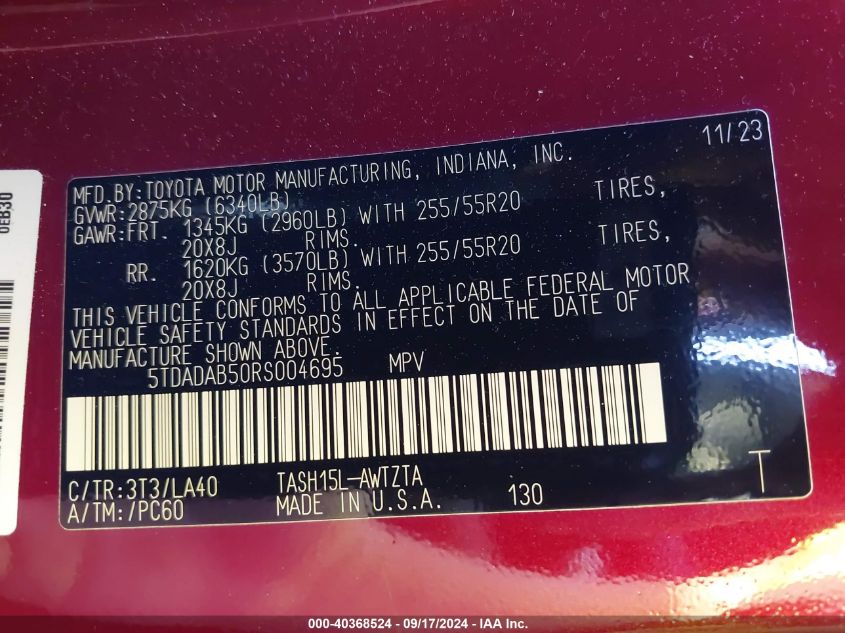 11/23
MFD.BY:TOYOTA MOTOR MANUFACTURING, INDIANA, INC.
GVWR:2875KG (6340LB)
GAWR:FRT. 1345KG (2960LB) WITH 255/55R20 TIRES,
20X8J RIMS.
RR. 1620KG (3570LB) WITH 255/55R20 TIRES,
20X8J RIMS.
THIS VEHICLE CONFORMS TO ALL APPLICABLE FEDERAL MOTOR
VEHICLE SAFETY STANDARDS IN EFFECT ON THE DATE OF
MANUFACTURE SHOWN ABOVE.
5TDADAB50RS004695 MPV
C/TR:3T3/LA40 TASH15L-AWTZTA
A/TM:/PC60 MADE IN U.S.A. 130
T
0EB30
000-40368524 - 09/17/2024 - IAA Inc.